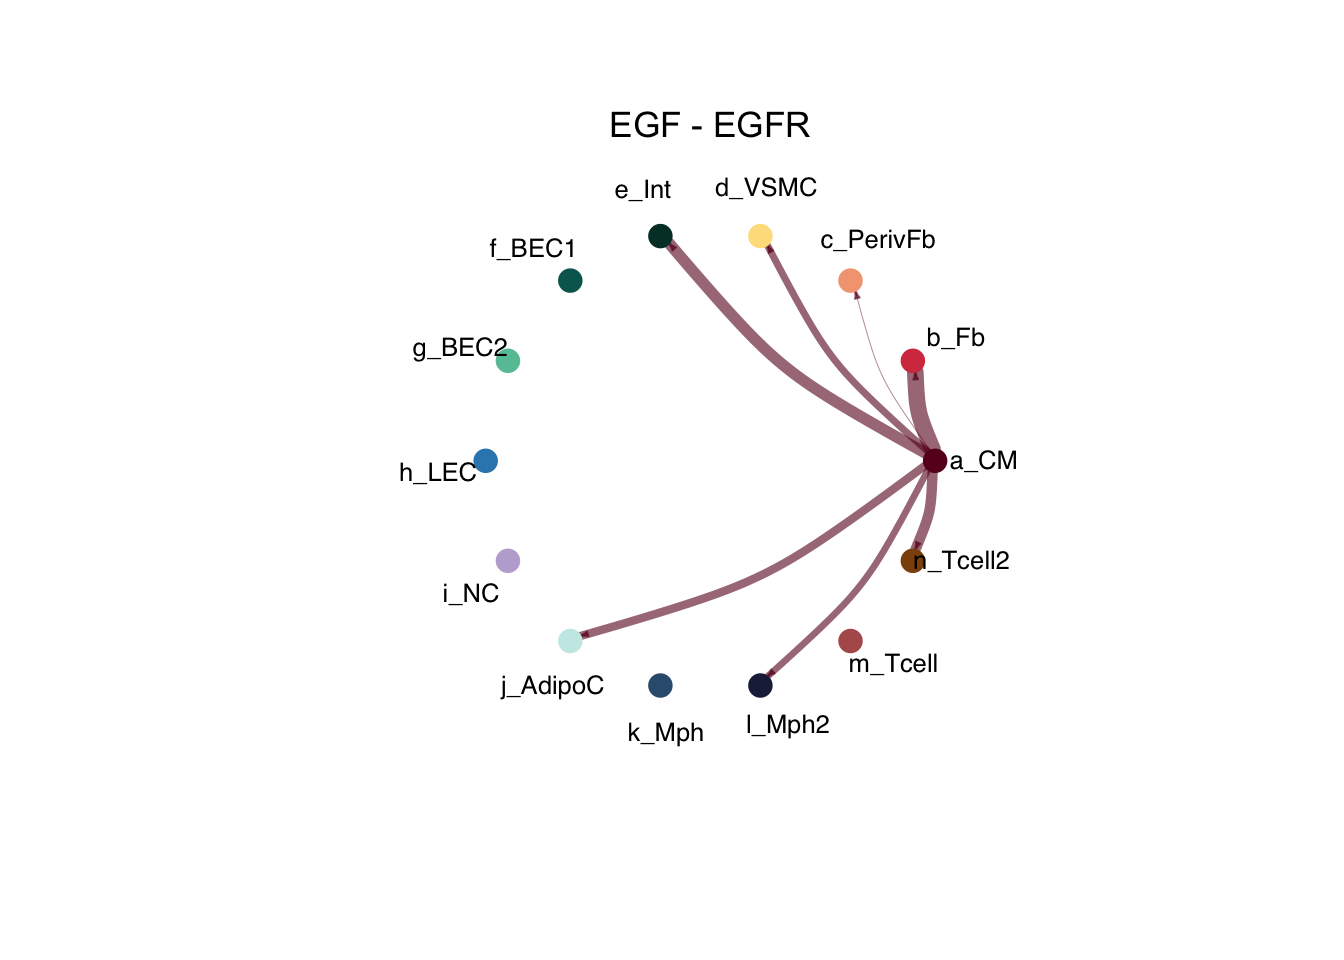 EGF - EGFR
e_Int
d_VSMC
f_BEC1
c_PerivFb
g_BEC2
b_Fb
h_LEC
a_CM
i_NC
n_Tcell2
j_AdipoC
m_Tcell
k_Mph
l_Mph2